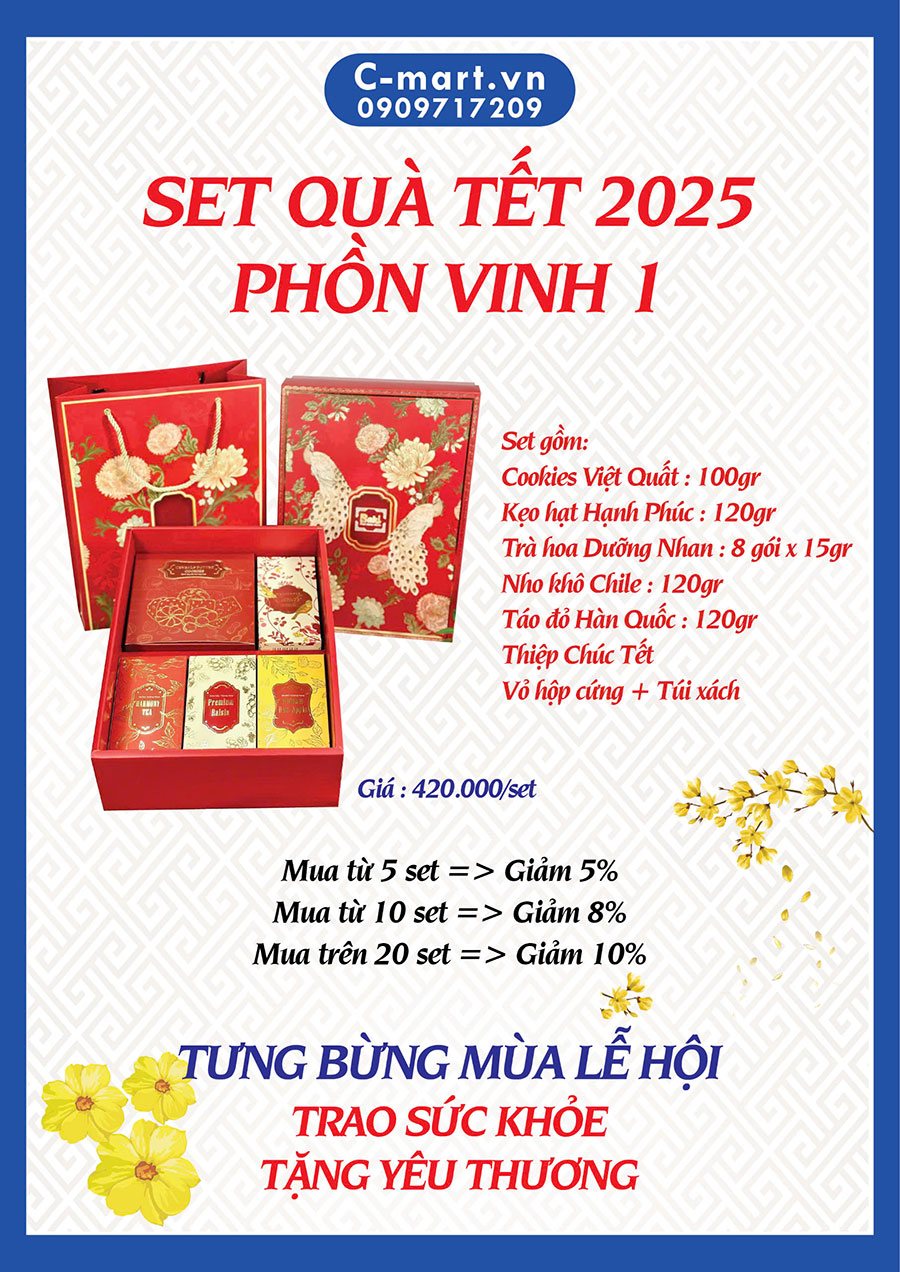 C-mart.vn
0909717209
SET QUÀ TẾT 2025
PHỒN VINH 1
Set gồm:
Cookies Việt Quất : 100gr
Kẹo hạt Hạnh Phúc : 120gr
Trà hoa Dưỡng Nhan : 8 gói x 15gr
Nho khô Chile : 120gr
Táo đỏ Hàn Quốc : 120gr
Thiệp Chúc Tết
Vỏ hộp cứng + Túi xách
HARMONY
TEA
Premium
Raisin
Giá : 420.000/set
Mua từ 5 set => Giảm 5%
Mua từ 10 set => Giảm 8%
Mua trên 20 set => Giảm 10%
TƯNG BỪNG MÙA LỄ HỘI
TRAO SỨC KHỎE
TẶNG YÊU THƯƠNG